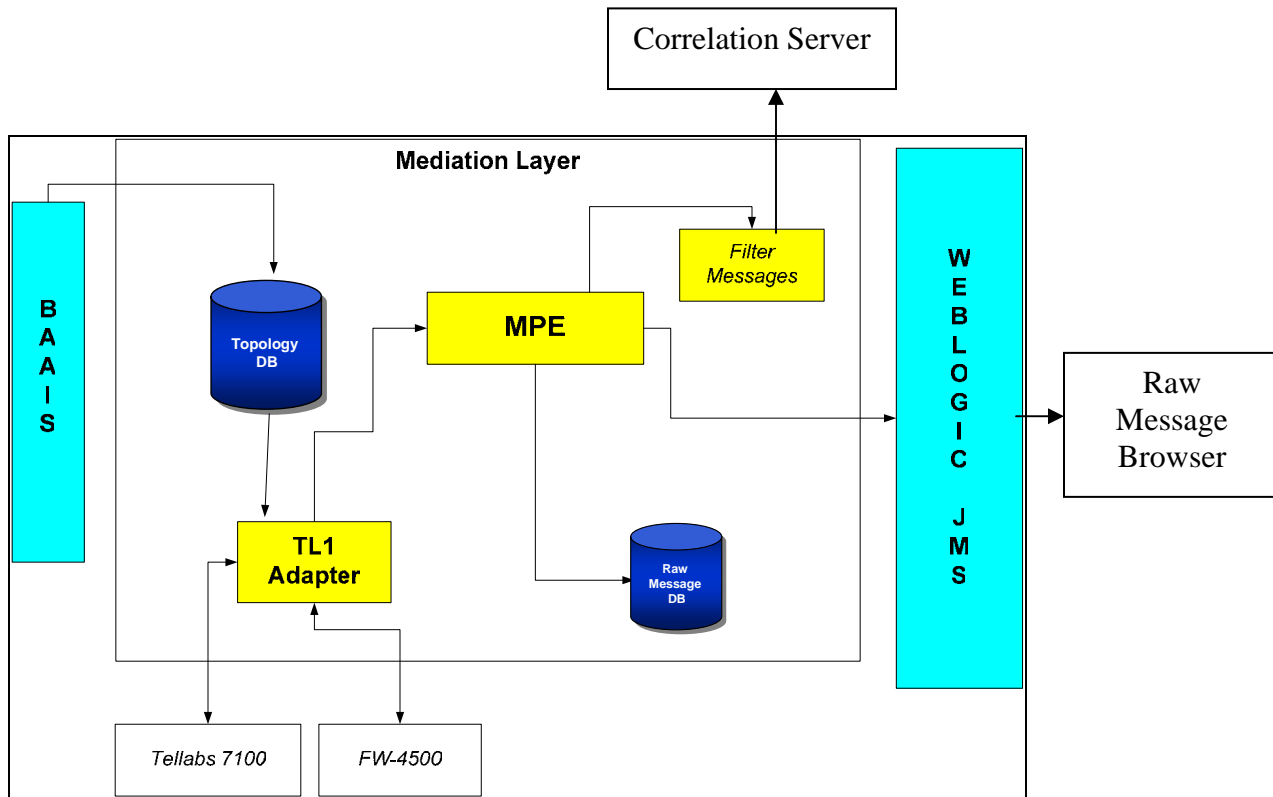 Correlation Server
Mediation Layer
B
A
A
I
S
Filter
Messages
W
E
B
L
O
G
I
C
J
M
S
MPE
Topology
DB
Raw
Message
Browser
TL1
Adapter
Raw
Message
DB
Tellabs 7100
FW-4500